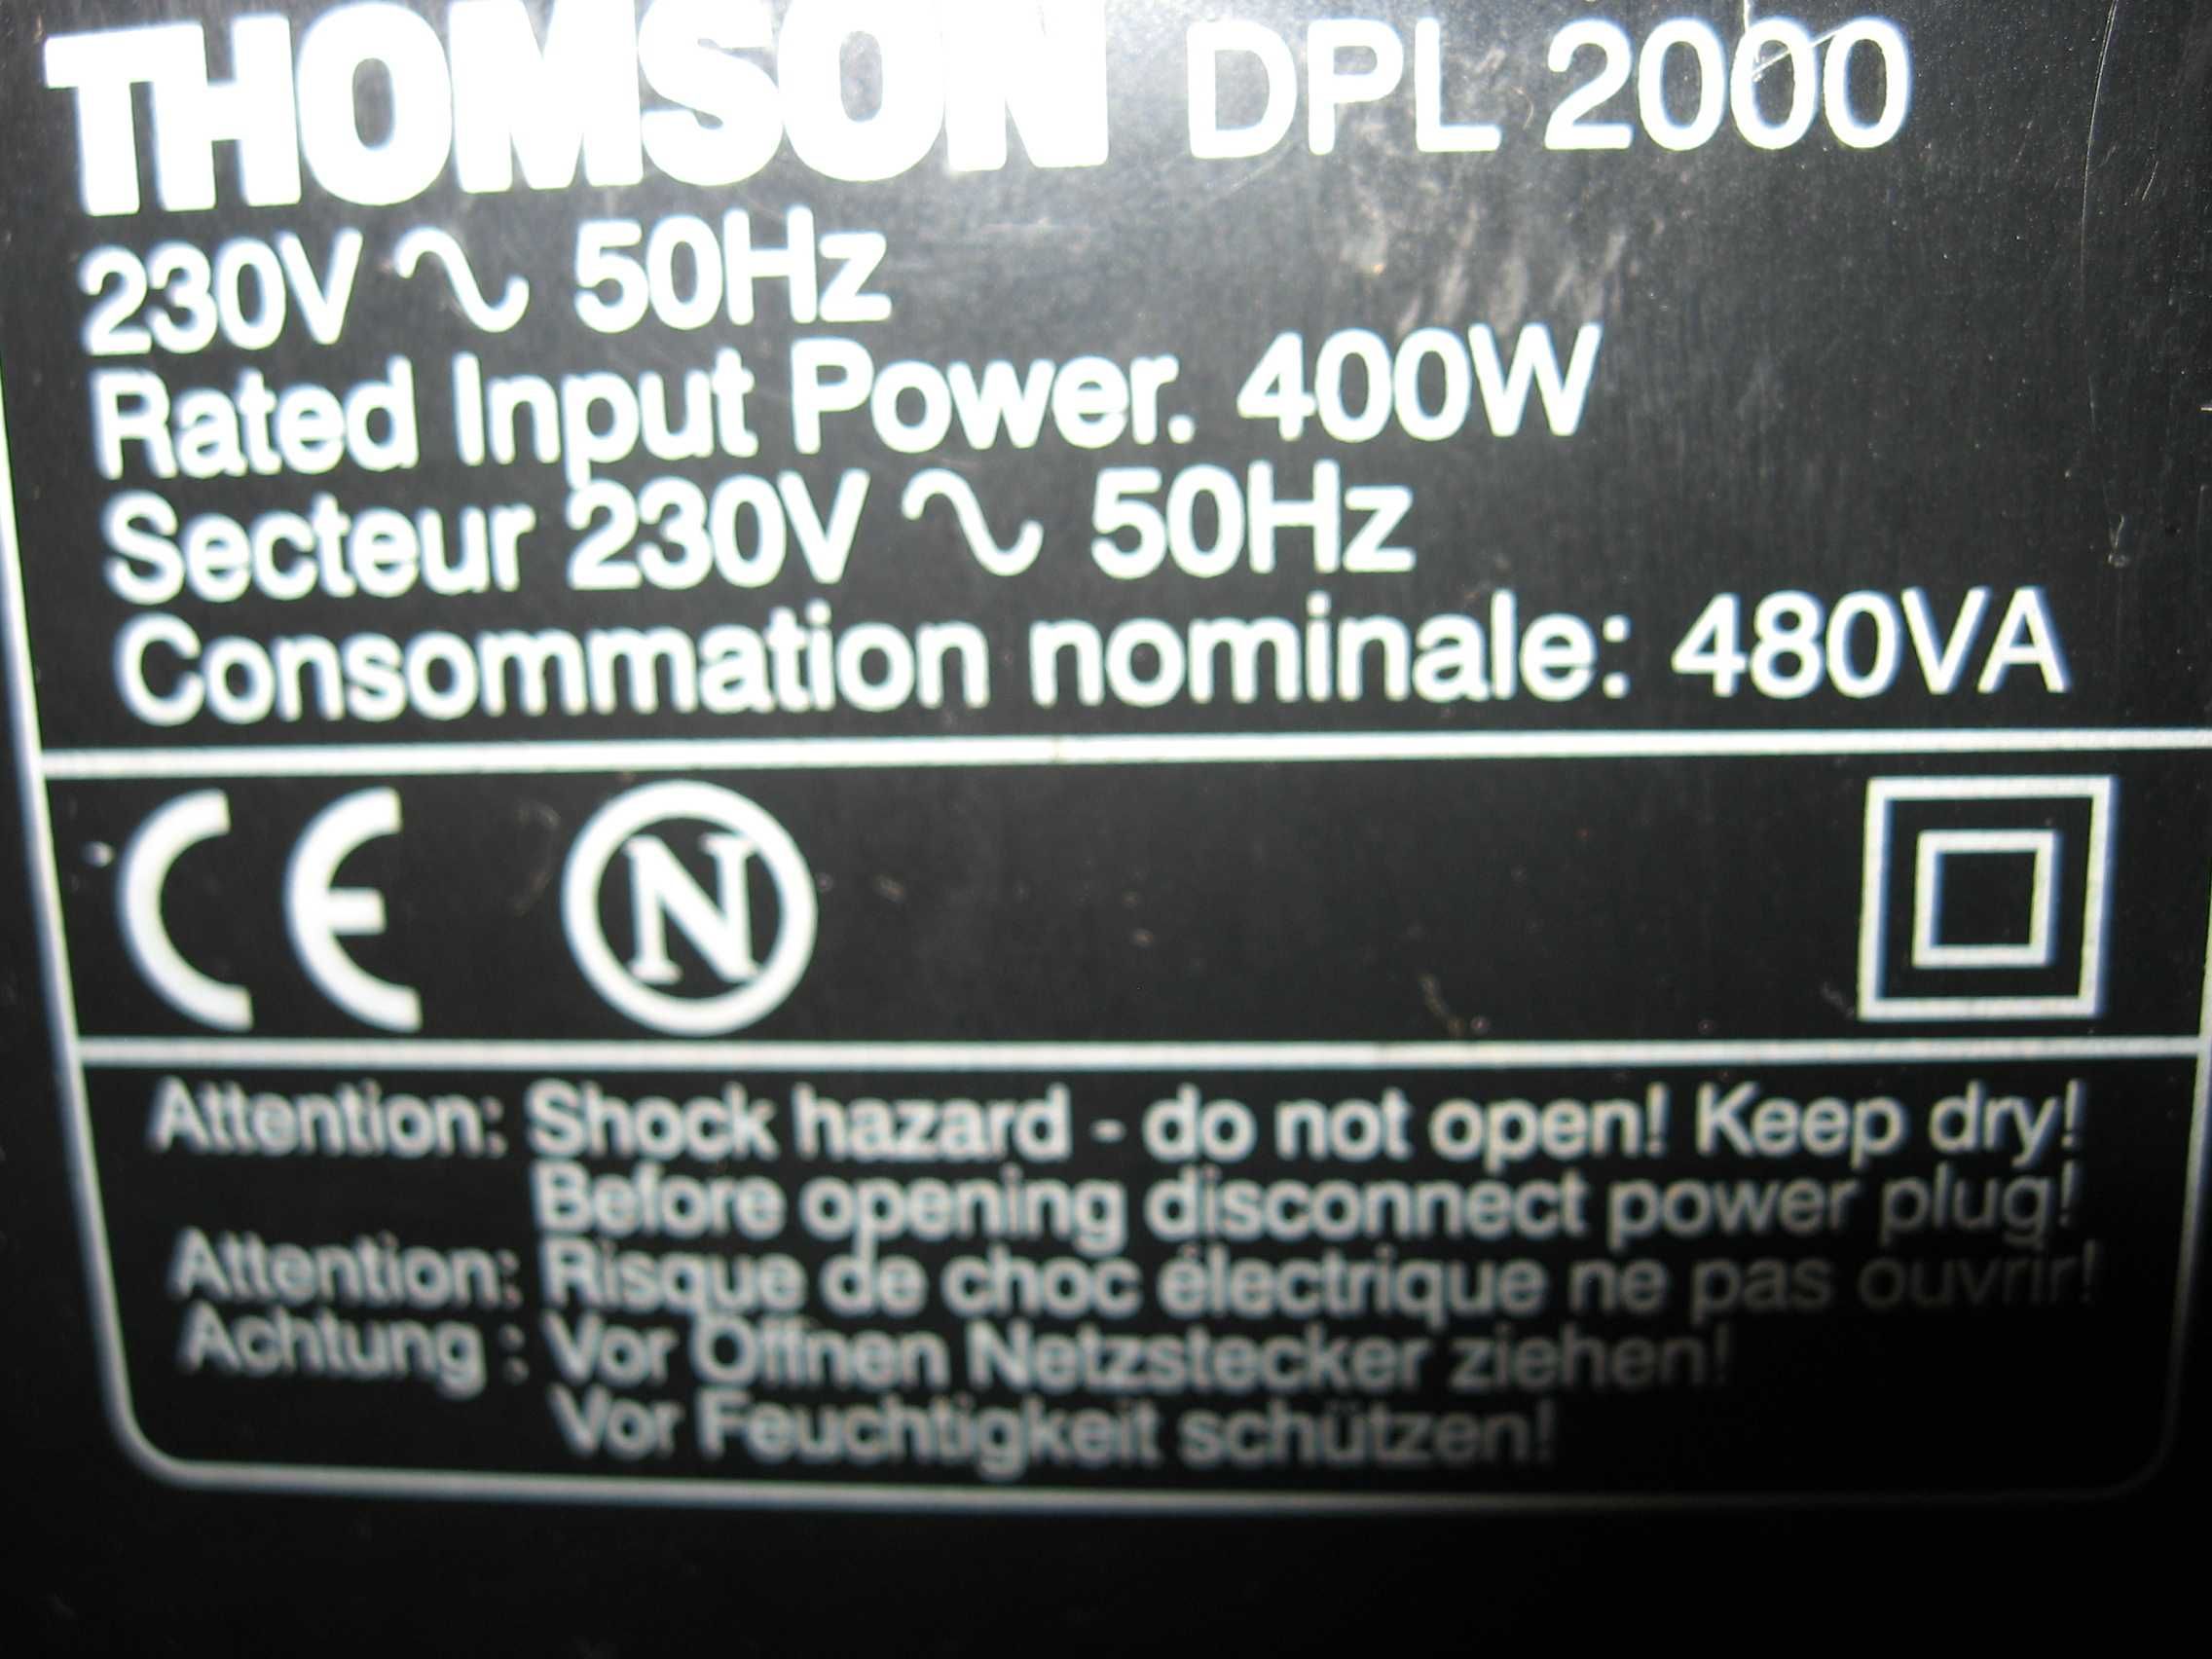 THOMSON DPL 2000
230V ∿ 50Hz
Rated Input Power. 400W
Secteur 230V ∿ 50Hz
Consommation nominale: 480VA
CE N
Attention: Shock hazard - do not open! Keep dry!
Before opening disconnect power plug!
Attention: Risque de choc électrique ne pas ouvrir!
Achtung : Vor Öffnen Netzstecker ziehen!
Vor Feuchtigkeit schützen!